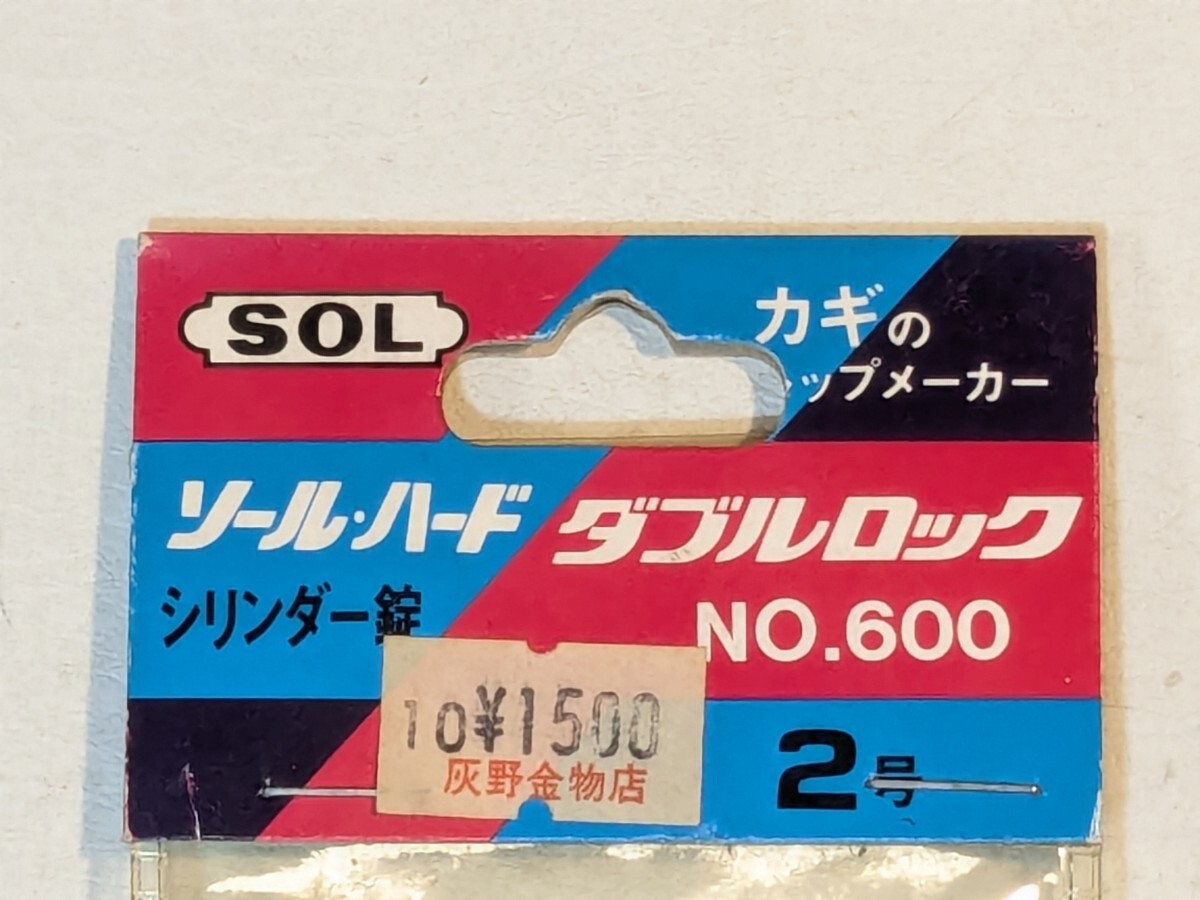 SOL
カギの
ップメーカー
ソール・ハード ダブルロック
シリンダー錠
NO.600
10¥1500
灰野金物店
2号